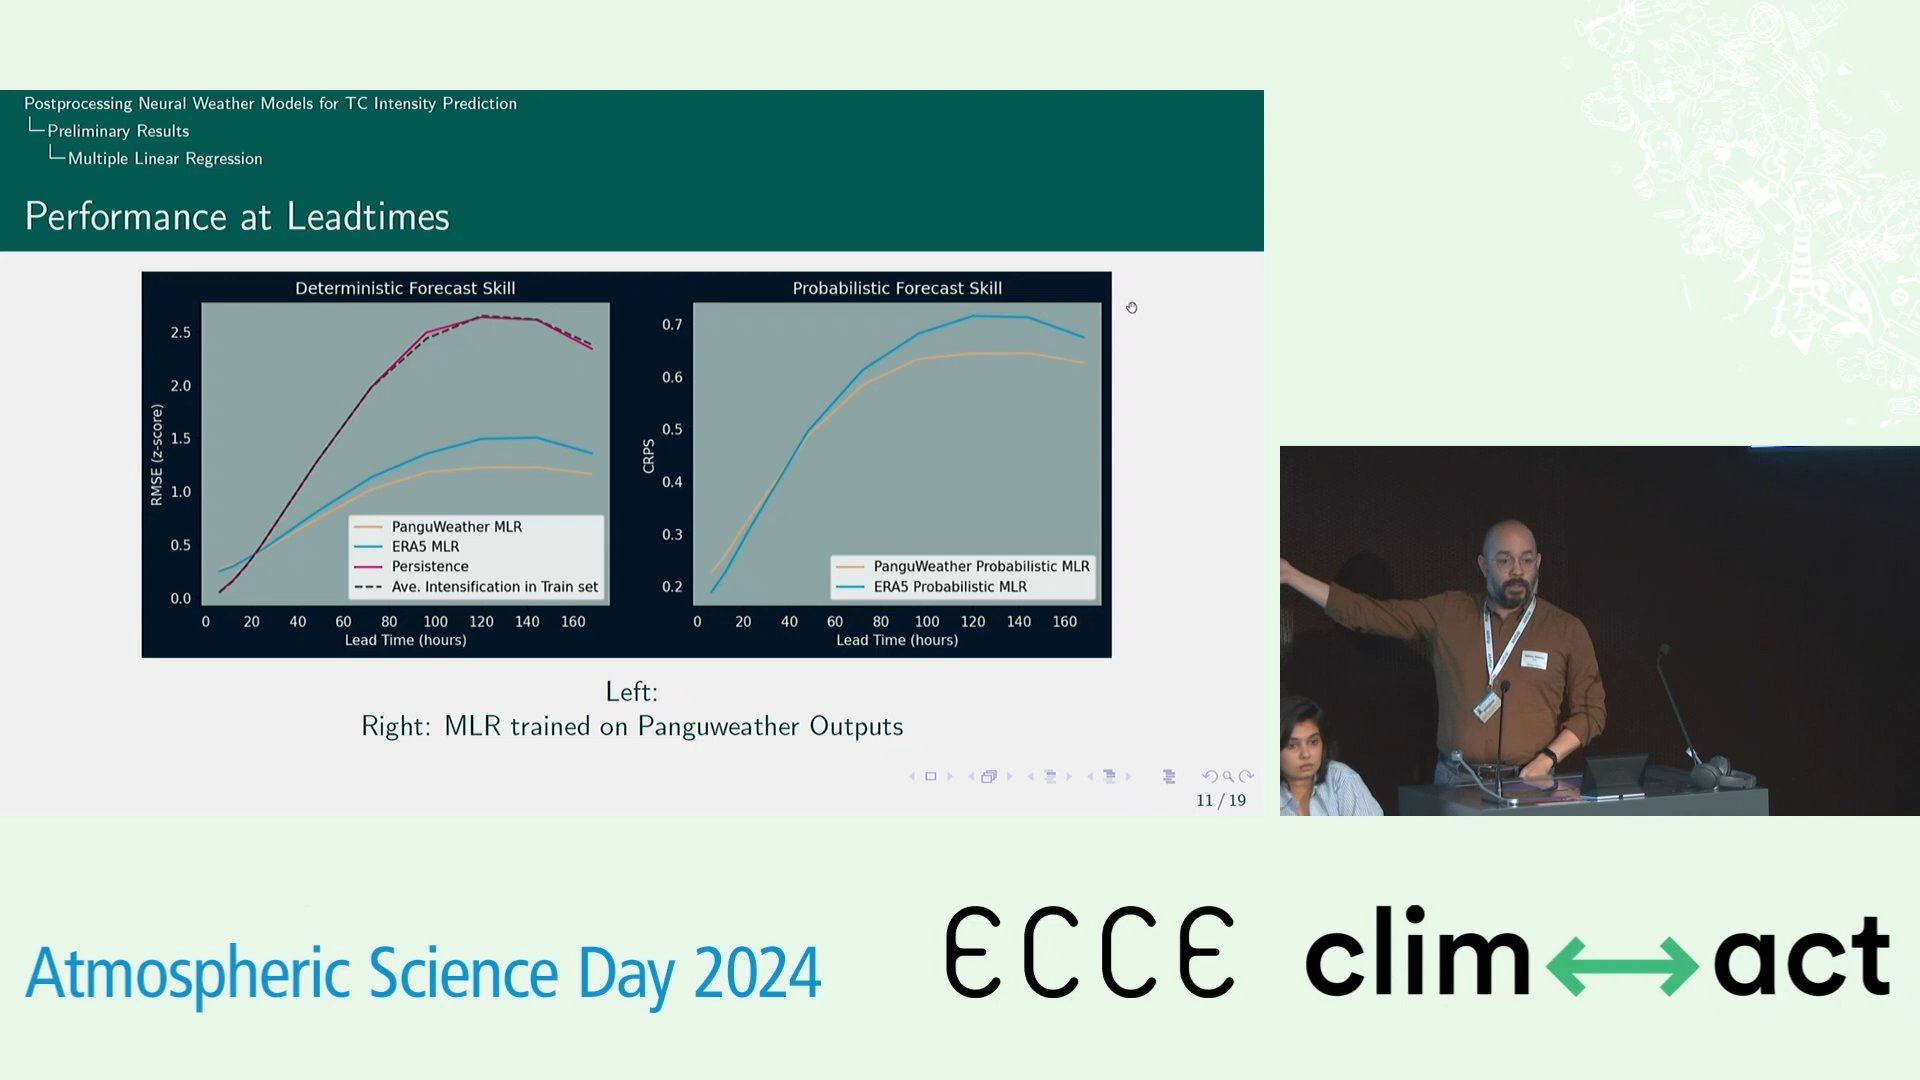 Postprocessing Neural Weather Models for TC Intensity Prediction
Preliminary Results
Multiple Linear Regression
Performance at Leadtimes
Deterministic Forecast Skill
RMSE (z-score)
2.5
2.0
1.5
1.0
0.5
0.0
PanguWeather MLR
ERA5 MLR
Persistence
Ave. Intensification in Train set
0 20 40 60 80 100 120 140 160
Lead Time (hours)
Probabilistic Forecast Skill
CRPS
0.7
0.6
0.5
0.4
0.3
0.2
PanguWeather Probabilistic MLR
ERA5 Probabilistic MLR
0 20 40 60 80 100 120 140 160
Lead Time (hours)
Left:
Right: MLR trained on Panguweather Outputs
11 / 19
Atmospheric Science Day 2024
ECCE
clim act